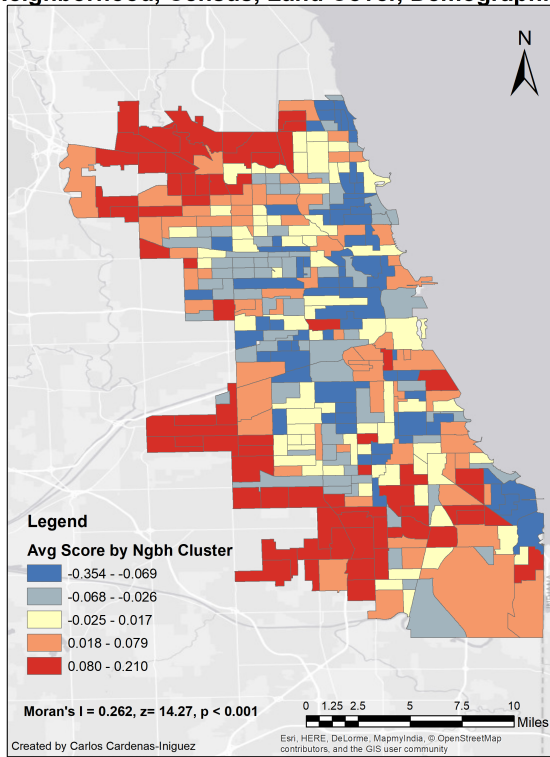 Neighborhood, Census, Land Cover, Demographi
N
Legend
Avg Score by Ngbh Cluster
-0.354 - -0.069
-0.068 - -0.026
-0.025 - 0.017
0.018 - 0.079
0.080 - 0.210
Moran's I = 0.262, z= 14.27, p < 0.001
0 1.25 2.5 5 7.5 10
Miles
Created by Carlos Cardenas-Iniguez
Esri, HERE, DeLorme, MapmyIndia, © OpenStreetMap
contributors, and the GIS user community